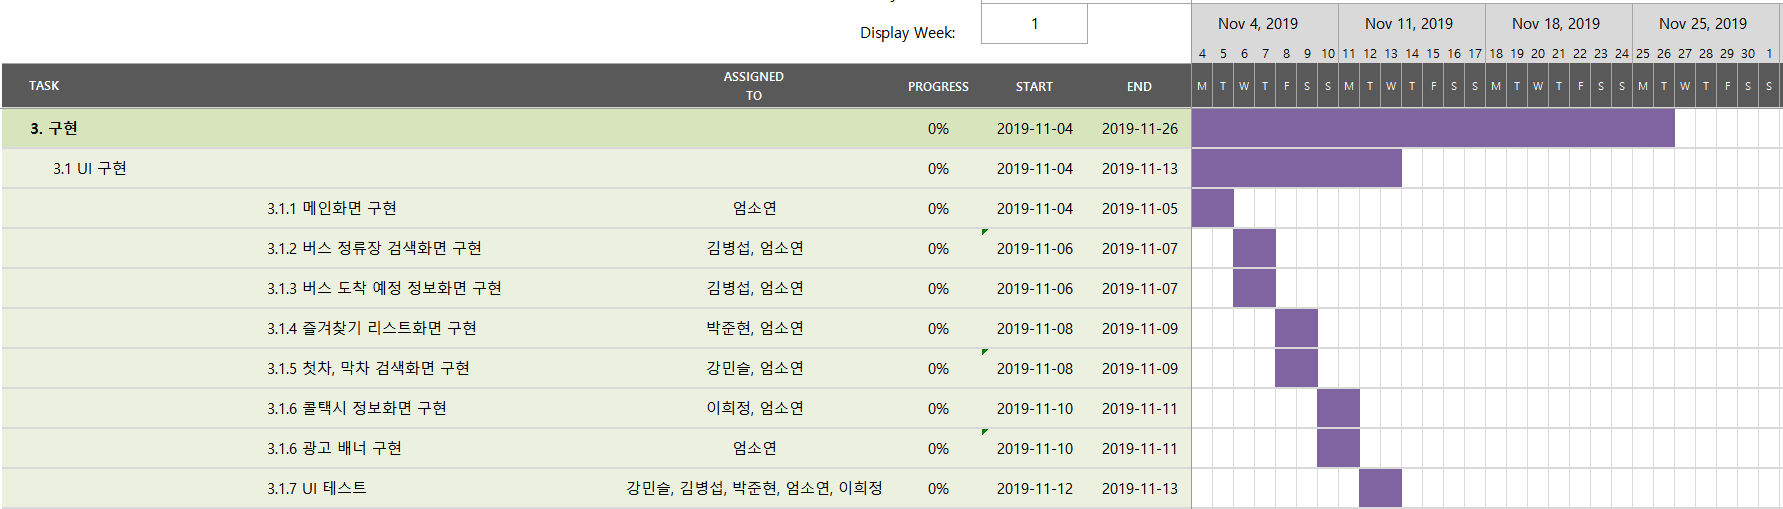 Display Week: 1
Nov 4, 2019 Nov 11, 2019 Nov 18, 2019 Nov 25, 2019
4 5 6 7 8 9 10 11 12 13 14 15 16 17 18 19 20 21 22 23 24 25 26 27 28 29 30 1
TASK ASSIGNED TO PROGRESS START END M T W T F S S M T W T F S S M T W T F S S M T W T F S S
3. 구현 0% 2019-11-04 2019-11-26
3.1 UI 구현 0% 2019-11-04 2019-11-13
3.1.1 메인화면 구현 엄소연 0% 2019-11-04 2019-11-05
3.1.2 버스 정류장 검색화면 구현 김병섭, 엄소연 0% 2019-11-06 2019-11-07
3.1.3 버스 도착 예정 정보화면 구현 김병섭, 엄소연 0% 2019-11-06 2019-11-07
3.1.4 즐겨찾기 리스트화면 구현 박준현, 엄소연 0% 2019-11-08 2019-11-09
3.1.5 첫차, 막차 검색화면 구현 강민슬, 엄소연 0% 2019-11-08 2019-11-09
3.1.6 콜택시 정보화면 구현 이희정, 엄소연 0% 2019-11-10 2019-11-11
3.1.6 광고 배너 구현 엄소연 0% 2019-11-10 2019-11-11
3.1.7 UI 테스트 강민슬, 김병섭, 박준현, 엄소연, 이희정 0% 2019-11-12 2019-11-13